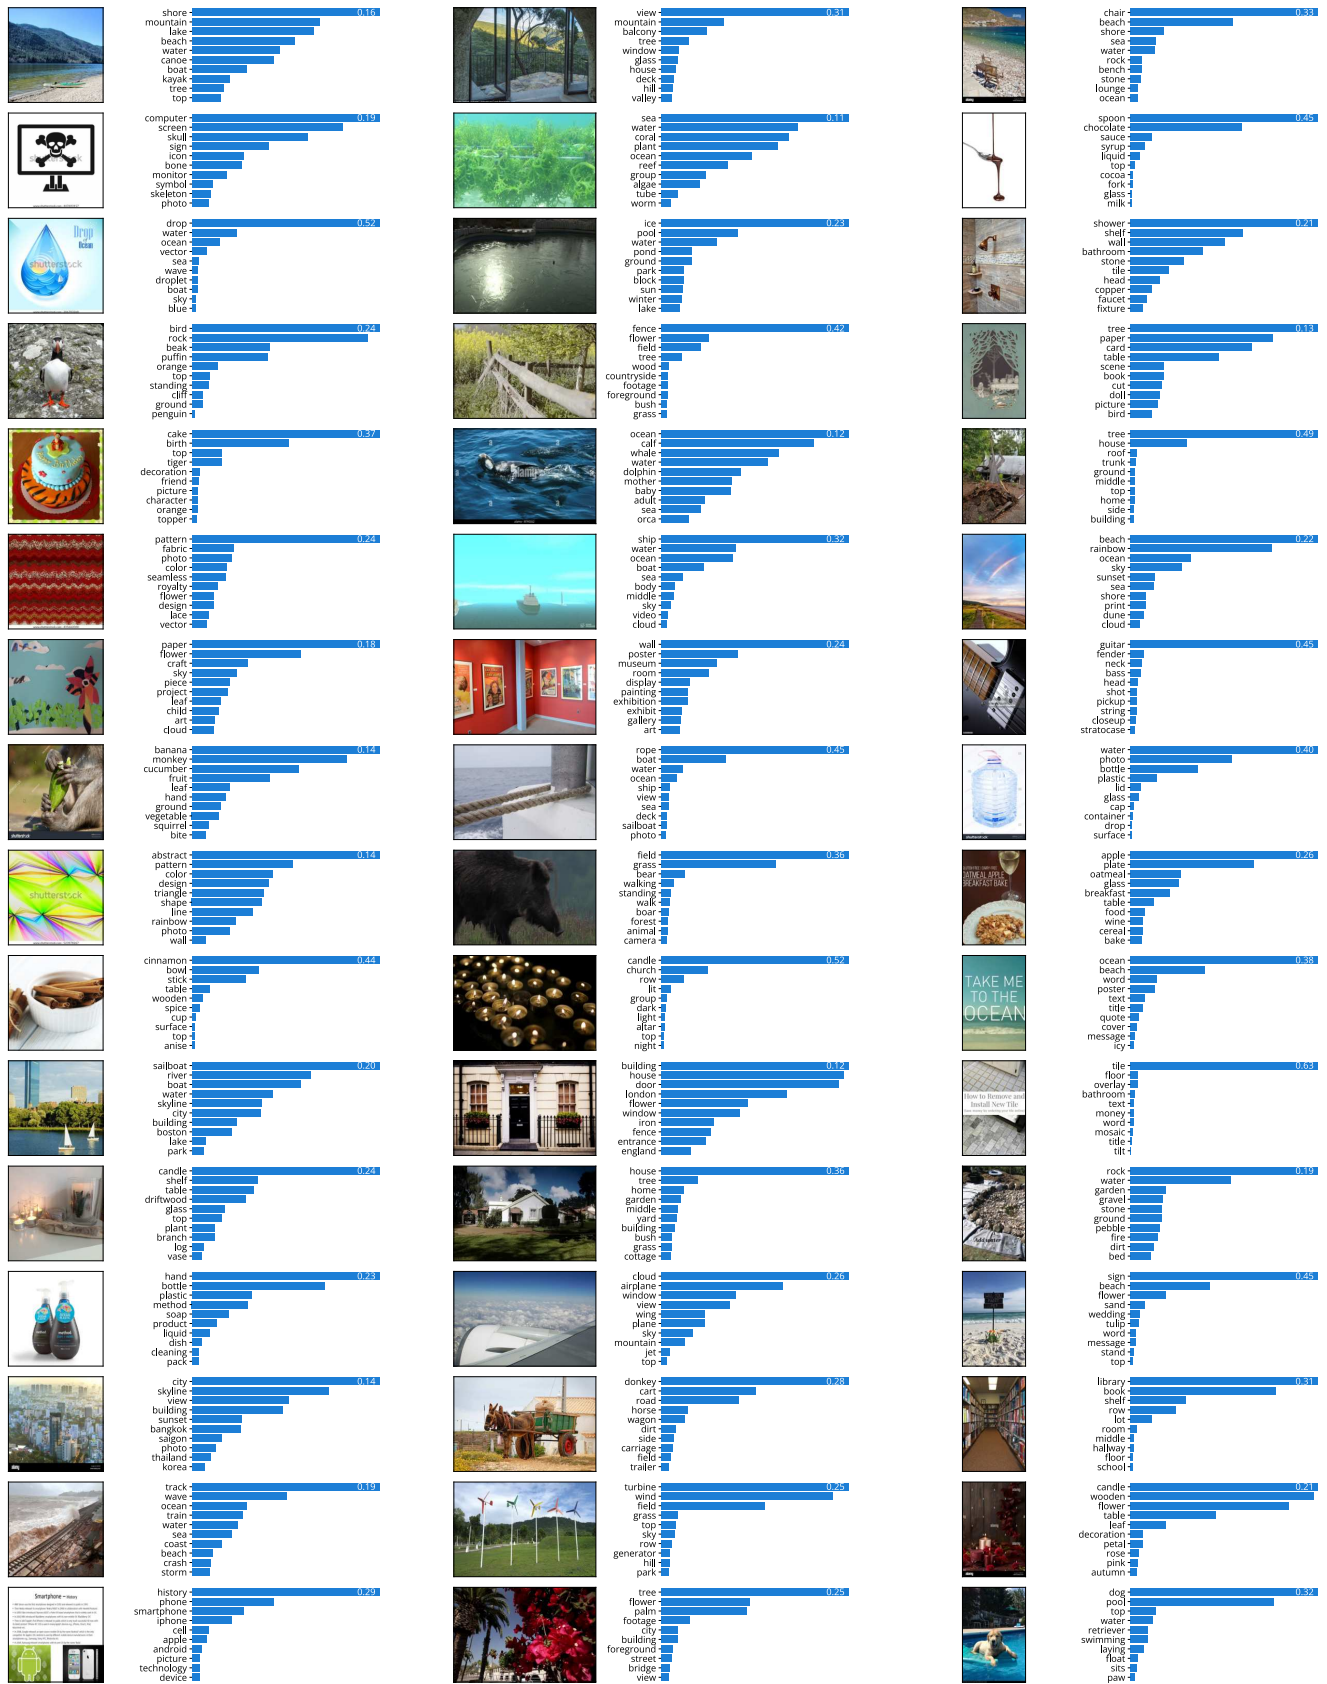 shore 0.16
mountain
lake
beach
water
canoe
boat
kayak
tree
top
view 0.31
mountain
balcony
tree
window
glass
house
deck
hill
valley
chair 0.33
beach
shore
sea
water
rock
bench
stone
lounge
ocean
computer 0.19
screen
skull
sign
icon
bone
monitor
symbol
skeleton
photo
sea 0.11
water
coral
plant
ocean
reef
group
algae
tube
worm
spoon 0.45
chocolate
sauce
syrup
liquid
top
cocoa
fork
glass
milk
Drop
Ocean
shutterstock
drop 0.52
water
ocean
vector
sea
wave
droplet
boat
sky
blue
ice 0.23
pool
water
pond
ground
park
block
sun
winter
lake
shower 0.21
shelf
wall
bathroom
stone
tile
head
copper
faucet
fixture
bird 0.24
rock
beak
puffin
orange
top
standing
cliff
ground
penguin
fence 0.42
flower
field
tree
wood
countryside
footage
foreground
bush
grass
tree 0.13
paper
card
table
scene
book
cut
doll
picture
bird
cake 0.37
birth
top
tiger
decoration
friend
picture
character
orange
topper
alamy
ocean 0.12
calf
whale
water
dolphin
mother
baby
adult
sea
orca
tree 0.49
house
roof
trunk
ground
middle
top
home
side
building
pattern 0.24
fabric
photo
color
seamless
royalty
flower
design
lace
vector
ship 0.32
water
ocean
boat
sea
body
middle
sky
video
cloud
beach 0.22
rainbow
ocean
sky
sunset
sea
shore
print
dune
cloud
paper 0.18
flower
craft
sky
piece
project
leaf
child
art
cloud
wall 0.24
poster
museum
room
display
painting
exhibition
exhibit
gallery
art
guitar 0.45
fender
neck
bass
head
shot
pickup
string
closeup
stratocase
banana 0.14
monkey
cucumber
fruit
leaf
hand
ground
vegetable
squirrel
bite
rope 0.45
boat
water
ocean
ship
view
sea
deck
sailboat
photo
water 0.40
photo
bottle
plastic
lid
glass
cap
container
drop
surface
shutterstock
abstract 0.14
pattern
color
design
triangle
shape
line
rainbow
photo
wall
field 0.36
grass
bear
walking
standing
walk
boar
forest
animal
camera
OATMEAL APPLE
BREAKFAST BAKE
apple 0.26
plate
oatmeal
glass
breakfast
table
food
wine
cereal
bake
cinnamon 0.44
bowl
stick
table
wooden
spice
cup
surface
top
anise
candle 0.52
church
row
lit
group
dark
light
altar
top
night
TAKE ME
TO THE
OCEAN
ocean 0.38
beach
word
poster
text
title
quote
cover
message
icy
sailboat 0.20
river
boat
water
skyline
city
building
boston
lake
park
building 0.12
house
door
london
flower
window
iron
fence
entrance
england
How to Remove and
Install New Tile
tile 0.63
floor
overlay
bathroom
text
money
word
mosaic
title
tilt
candle 0.24
shelf
table
driftwood
glass
top
plant
branch
log
vase
house 0.36
tree
home
garden
middle
yard
building
bush
grass
cottage
rock 0.19
water
garden
gravel
stone
ground
pebble
fire
dirt
bed
hand 0.23
bottle
plastic
method
soap
product
liquid
dish
cleaning
pack
cloud 0.26
airplane
window
view
wing
plane
sky
mountain
jet
top
sign 0.45
beach
flower
sand
wedding
tulip
word
message
stand
top
city 0.14
skyline
view
building
sunset
bangkok
saigon
photo
thailand
korea
donkey 0.28
cart
road
horse
wagon
dirt
side
carriage
field
trailer
library 0.31
book
shelf
row
lot
room
middle
hallway
floor
school
track 0.19
wave
ocean
train
water
sea
coast
beach
crash
storm
turbine 0.25
wind
field
grass
top
sky
row
generator
hill
park
candle 0.21
wooden
flower
table
leaf
decoration
petal
rose
pink
autumn
Smartphone – History
history 0.29
phone
smartphone
iphone
cell
apple
android
picture
technology
device
tree 0.25
flower
palm
footage
city
building
foreground
street
bridge
view
dog 0.32
pool
top
water
retriever
swimming
laying
float
sits
paw